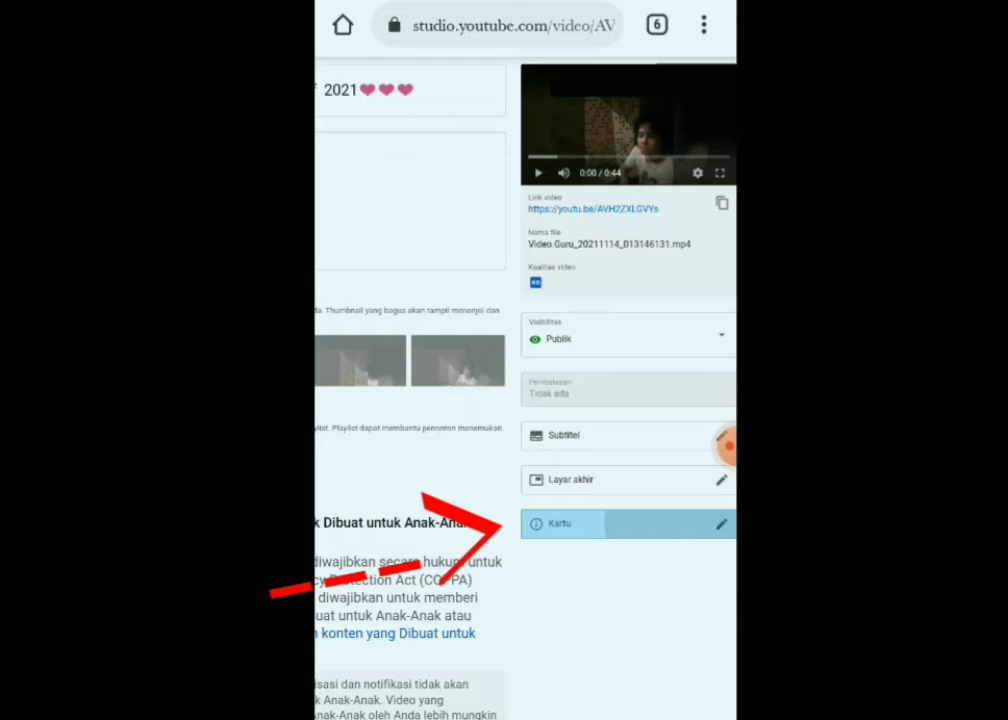 studio.youtube.com/video/AV
6
2021❤❤❤
0:00 / 0:44
Link video
https://youtu.be/AVH2ZXLGVYs
Nama file
Video.Guru_20211114_013146131.mp4
Kualitas video
Visibilitas
Publik
Pembatasan
Tidak ada
Subtitel
Layar akhir
Kartu
da. Thumbnail yang bagus akan tampil menonjol dan
ylist. Playlist dapat membantu penonton menemukan
k Dibuat untuk Anak-Anak
diwajibkan secara hukum untuk
cy Protection Act (COPPA)
diwajibkan untuk memberi
uat untuk Anak-Anak atau
n konten yang Dibuat untuk
isasi dan notifikasi tidak akan
k Anak-Anak. Video yang
Anak-Anak oleh Anda lebih mungkin